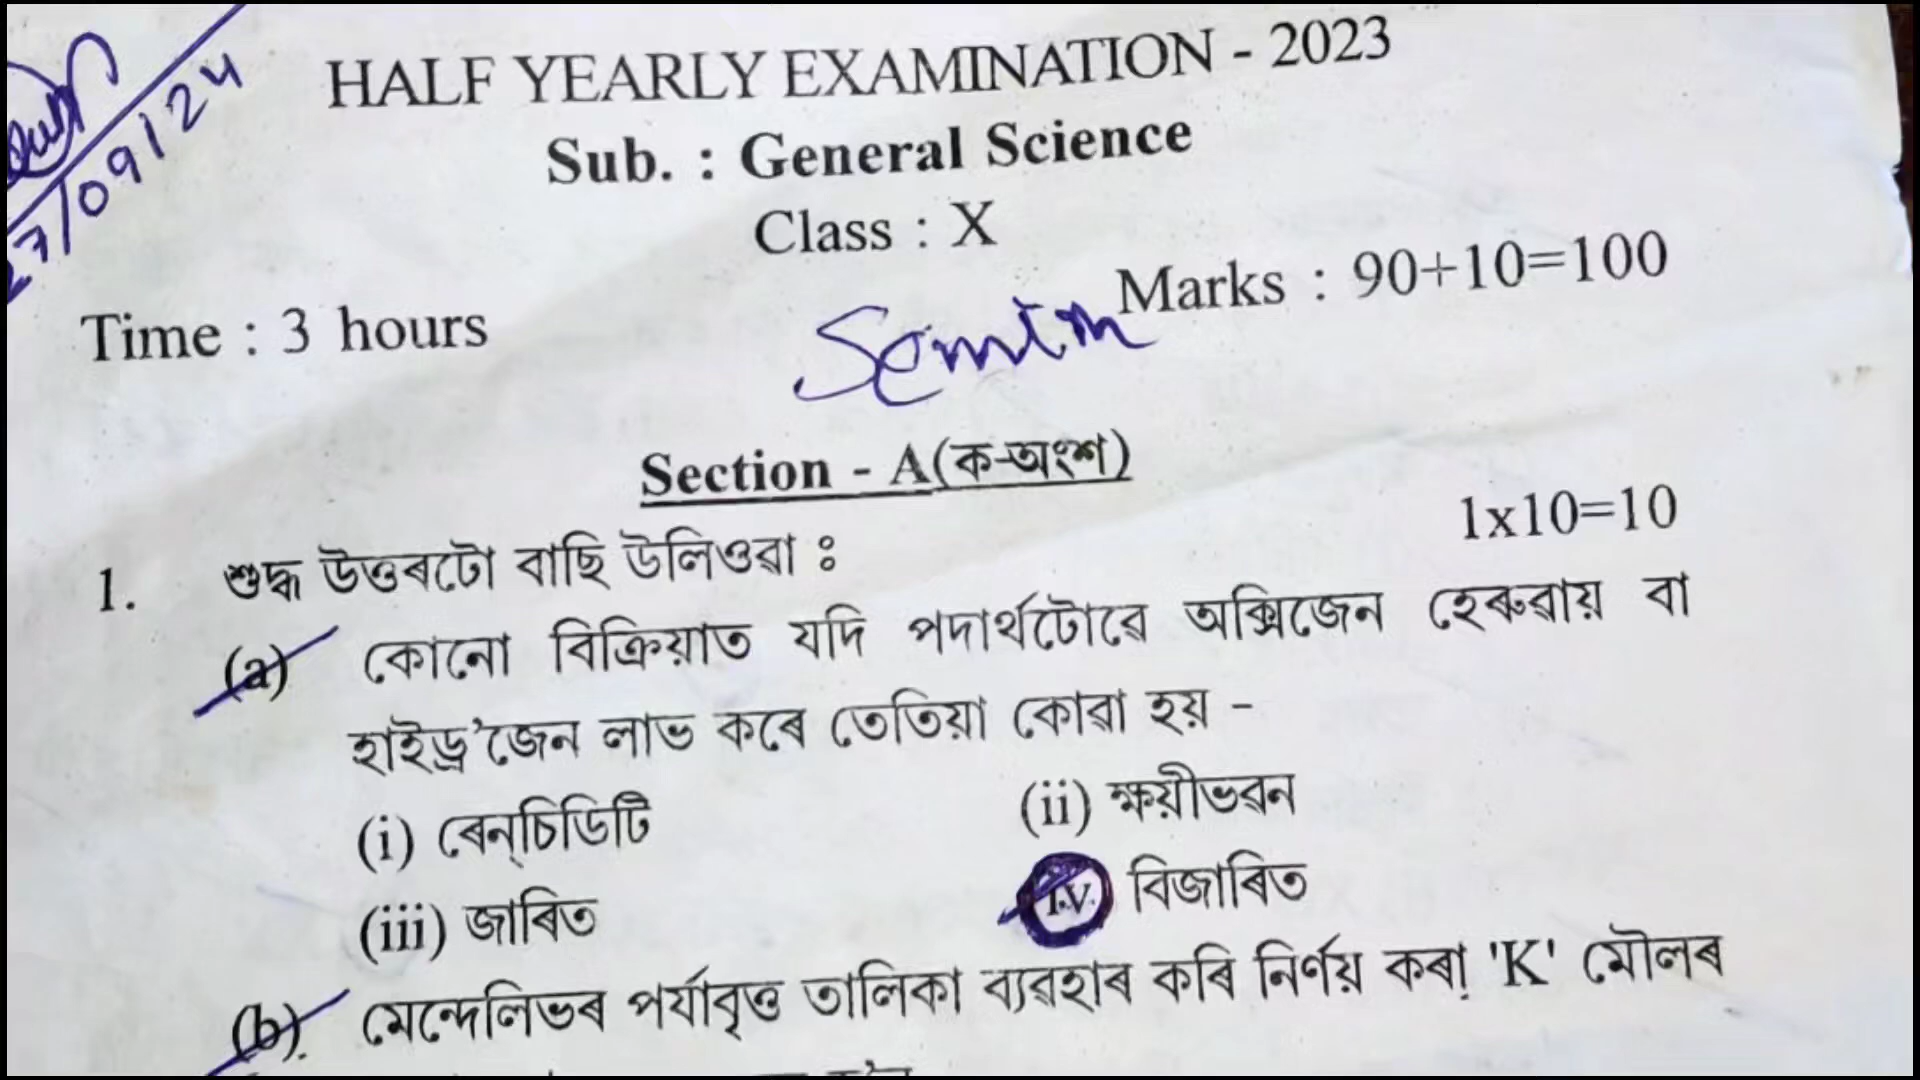 27/09/24
HALF YEARLY EXAMINATION - 2023
Sub. : General Science
Class : X
Time : 3 hours
Marks : 90+10=100
Section - A(ক-অংশ)
1. শুদ্ধ উত্তৰটো বাছি উলিওৱা ঃ 1x10=10
(a) কোনো বিক্ৰিয়াত যদি পদাৰ্থটোৱে অক্সিজেন হেৰুৱায় বা
হাইড্ৰ'জেন লাভ কৰে তেতিয়া কোৱা হয় -
(i) ৰেন্‌চিডিটি (ii) ক্ষয়ীভৱন
(iii) জাৰিত (iv) বিজাৰিত
(b) মেন্দেলিভৰ পৰ্যাবৃত্ত তালিকা ব্যৱহাৰ কৰি নিৰ্ণয় কৰা 'K' মৌলৰ